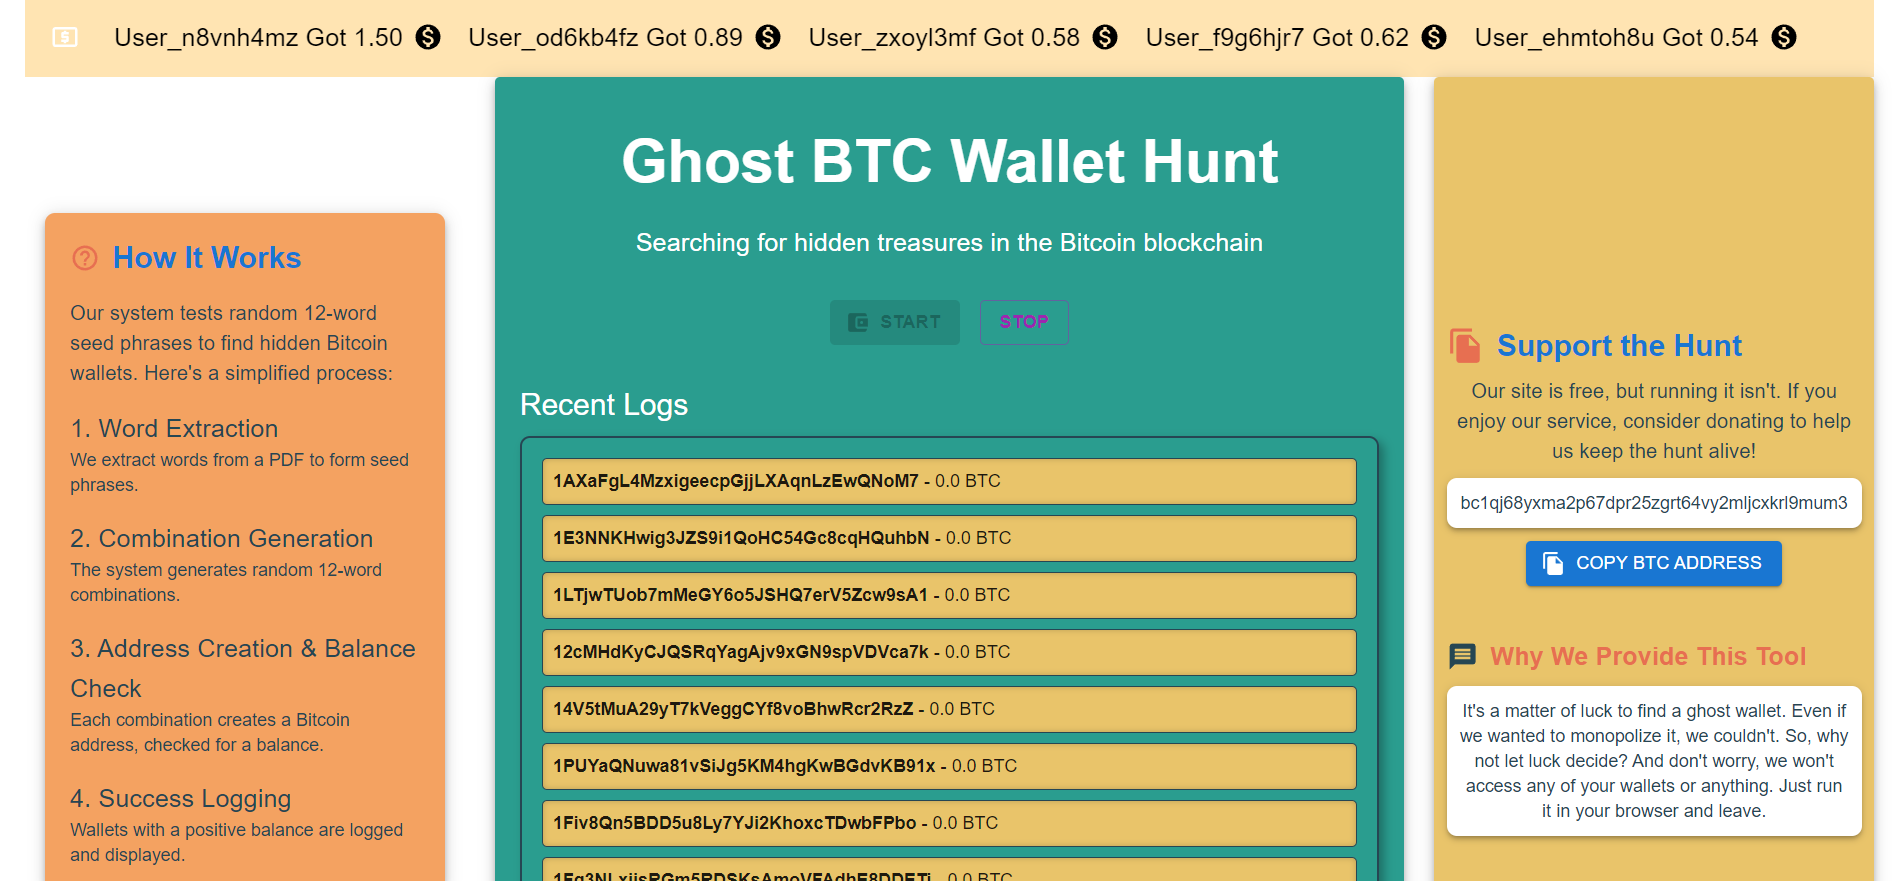 User_n8vnh4mz Got 1.50 User_od6kb4fz Got 0.89 User_zxoyl3mf Got 0.58 User_f9g6hjr7 Got 0.62 User_ehmtoh8u Got 0.54
How It Works
Our system tests random 12-word
seed phrases to find hidden Bitcoin
wallets. Here's a simplified process:
1. Word Extraction
We extract words from a PDF to form seed
phrases.
2. Combination Generation
The system generates random 12-word
combinations.
3. Address Creation & Balance
Check
Each combination creates a Bitcoin
address, checked for a balance.
4. Success Logging
Wallets with a positive balance are logged
and displayed.
Ghost BTC Wallet Hunt
Searching for hidden treasures in the Bitcoin blockchain
START STOP
Recent Logs
1AXaFgL4MzxigeecpGjjLXAqnLzEwQNoM7 - 0.0 BTC
1E3NNKHwig3JZS9i1QoHC54Gc8cqHQuhbN - 0.0 BTC
1LTjwTUob7mMeGY6o5JSHQ7erV5Zcw9sA1 - 0.0 BTC
12cMHdKyCJQSRqYagAjv9xGN9spVDVca7k - 0.0 BTC
14V5tMuA29yT7kVeggCYf8voBhwRcr2RzZ - 0.0 BTC
1PUYaQNuwa81vSiJg5KM4hgKwBGdvKB91x - 0.0 BTC
1Fiv8Qn5BDD5u8Ly7YJi2KhoxcTDwbFPbo - 0.0 BTC
- 0.0 BTC
Support the Hunt
Our site is free, but running it isn't. If you
enjoy our service, consider donating to help
us keep the hunt alive!
bc1qj68yxma2p67dpr25zgrt64vy2mljcxkrl9mum3
COPY BTC ADDRESS
Why We Provide This Tool
It's a matter of luck to find a ghost wallet. Even if
we wanted to monopolize it, we couldn't. So, why
not let luck decide? And don't worry, we won't
access any of your wallets or anything. Just run
it in your browser and leave.